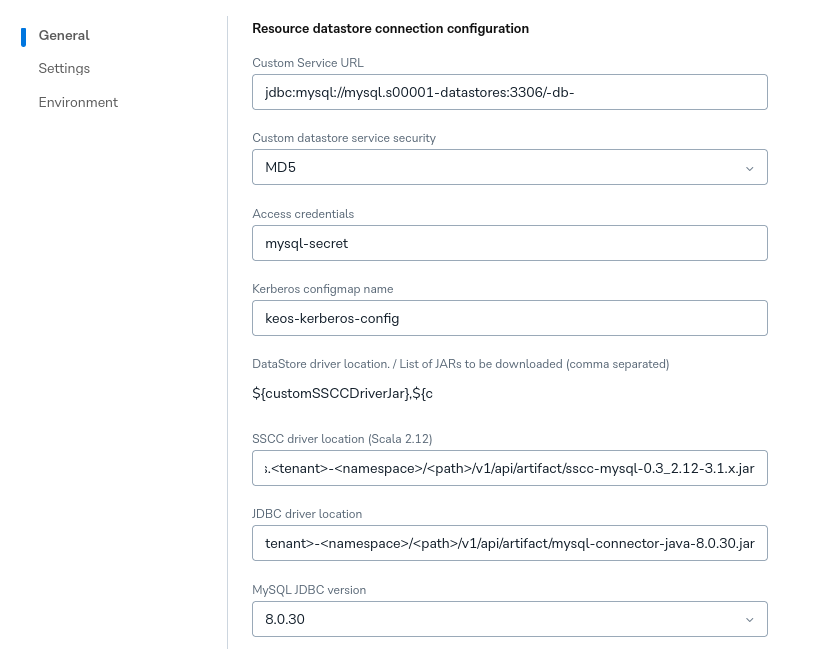 General
Settings
Environment
Resource datastore connection configuration
Custom Service URL
jdbc:mysql://mysql.s00001-datastores:3306/-db-
Custom datastore service security
MD5
Access credentials
mysql-secret
Kerberos configmap name
keos-kerberos-config
DataStore driver location. / List of JARs to be downloaded (comma separated)
${customSSCCDriverJar},${c
SSCC driver location (Scala 2.12)
.<tenant>-<namespace>/<path>/v1/api/artifact/sscc-mysql-0.3_2.12-3.1.x.jar
JDBC driver location
tenant>-<namespace>/<path>/v1/api/artifact/mysql-connector-java-8.0.30.jar
MySQL JDBC version
8.0.30